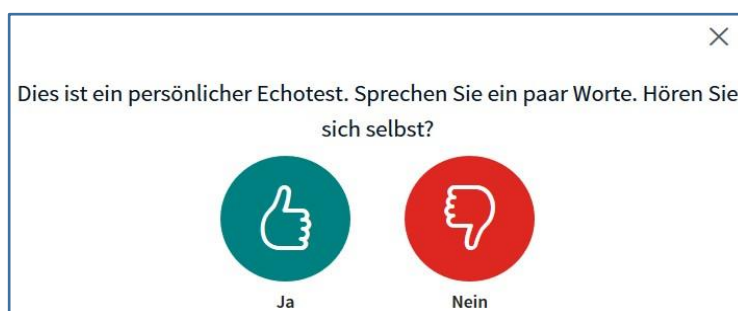 Dies ist ein persönlicher Echotest. Sprechen Sie ein paar Worte. Hören Sie
sich selbst?
Ja
Nein